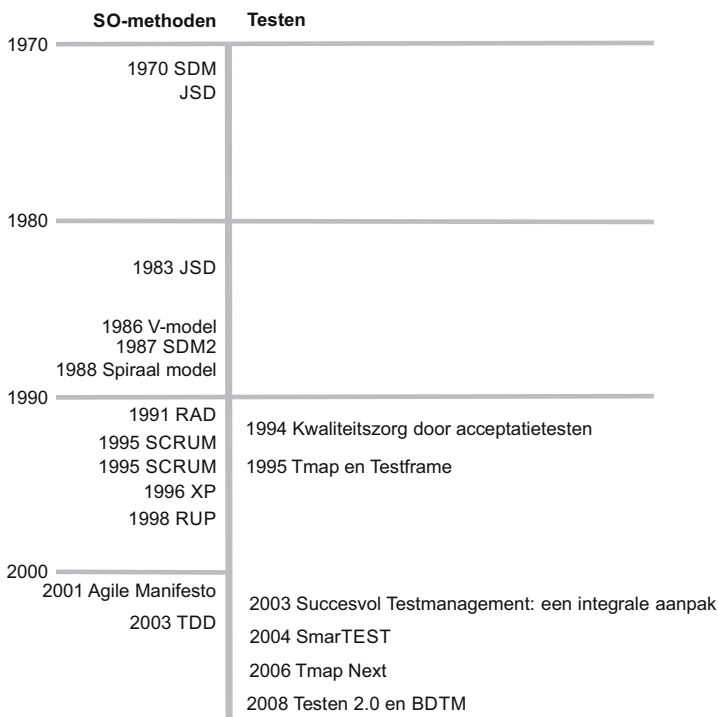 SO-methoden Testen
1970
1970 SDM
JSD
1980
1983 JSD
1986 V-model
1987 SDM2
1988 Spiraal model
1990
1991 RAD
1994 Kwaliteitszorg door acceptatietesten
1995 SCRUM
1995 SCRUM
1995 Tmap en Testframe
1996 XP
1998 RUP
2000
2001 Agile Manifesto
2003 Succesvol Testmanagement: een integrale aanpak
2003 TDD
2004 SmarTEST
2006 Tmap Next
2008 Testen 2.0 en BDTM